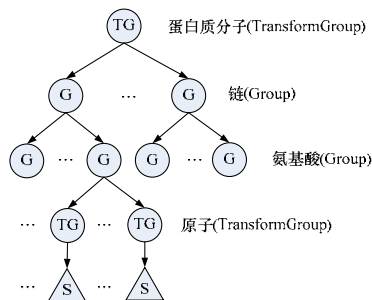 TG 蛋白质分子(TransformGroup)
G ... G 链(Group)
G ... G G ... G 氨基酸(Group)
... TG ... TG 原子(TransformGroup)
... S ... S